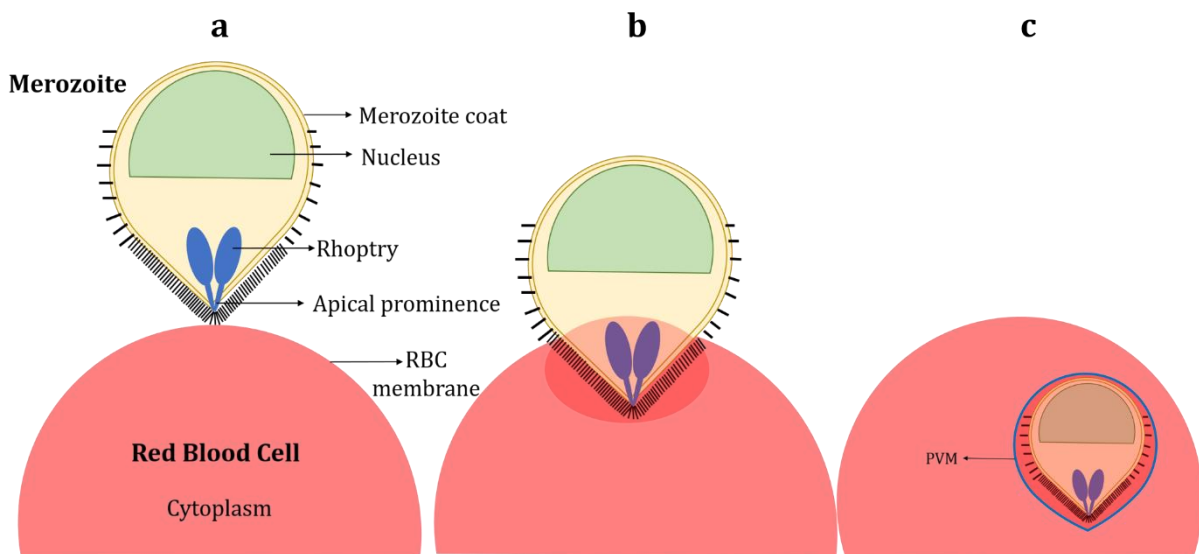 a
b
c
Merozoite
Merozoite coat
Nucleus
Rhoptry
Apical prominence
RBC
membrane
Red Blood Cell
Cytoplasm
PVM